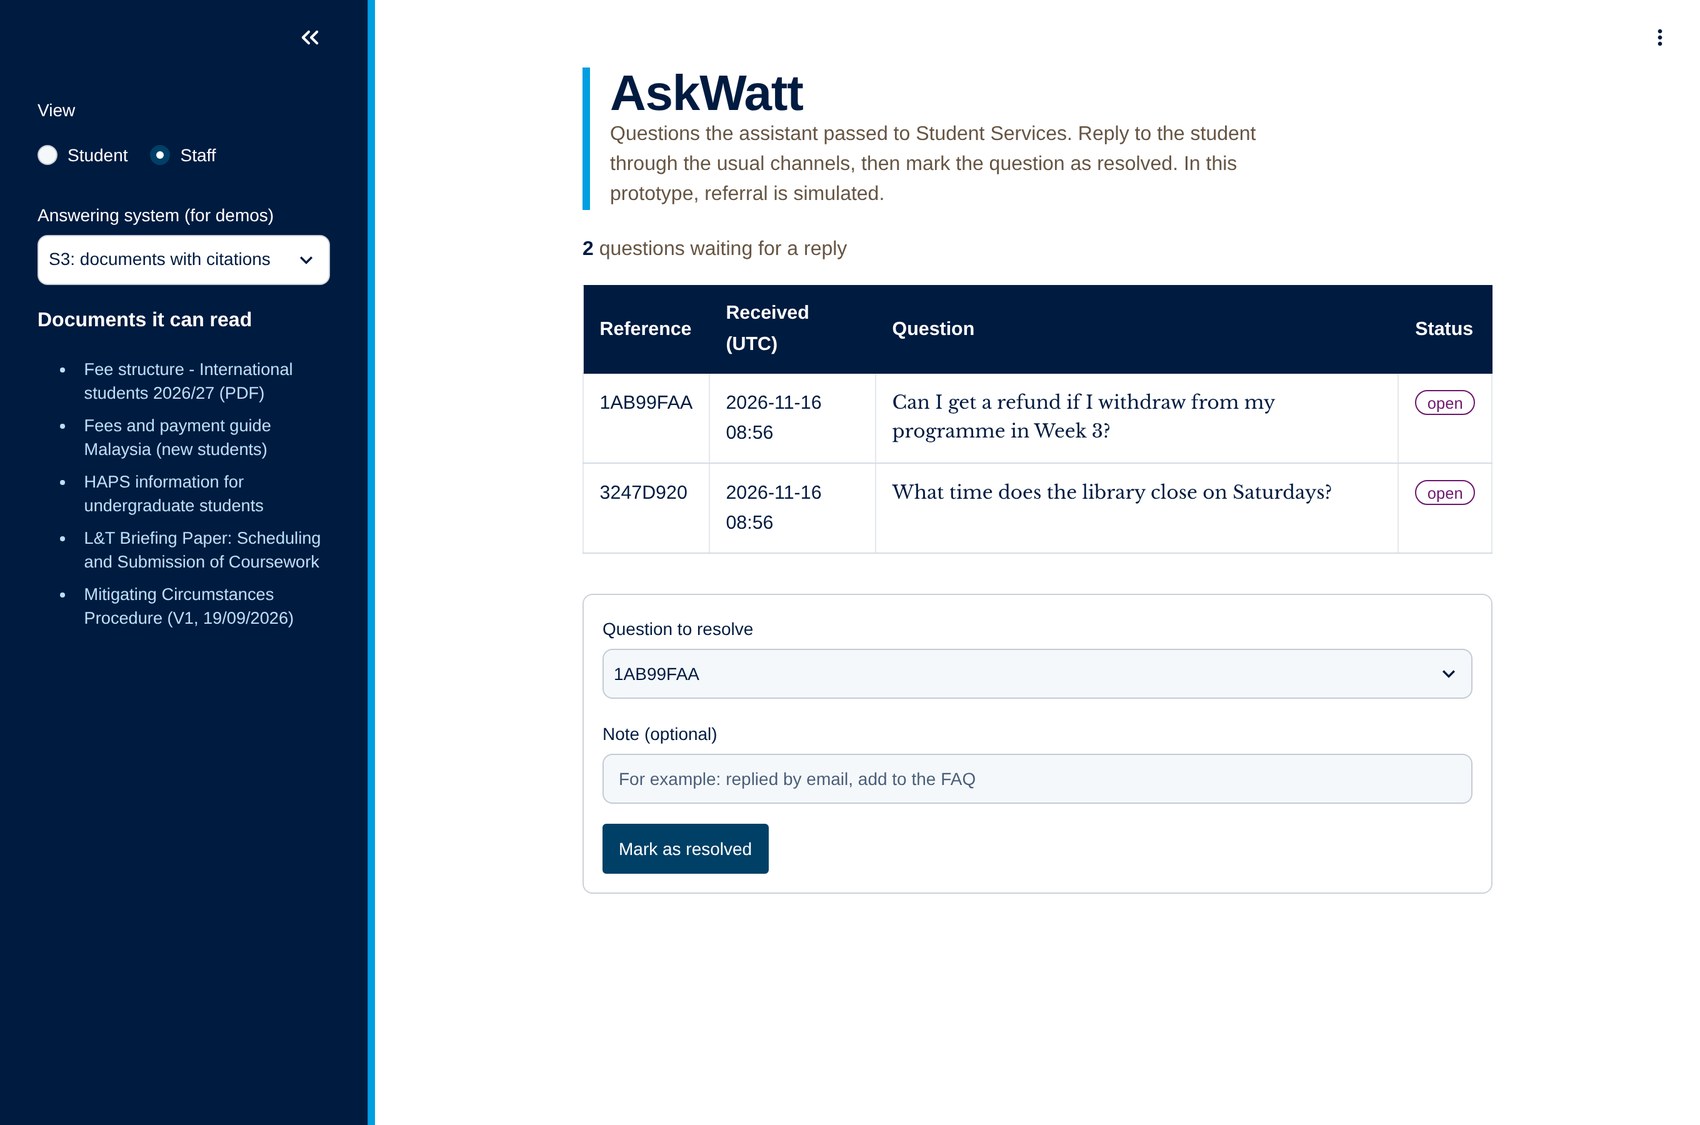 View
Student
Staff
Answering system (for demos)
S3: documents with citations
Documents it can read
Fee structure - International
students 2026/27 (PDF)
Fees and payment guide
Malaysia (new students)
HAPS information for
undergraduate students
L&T Briefing Paper: Scheduling
and Submission of Coursework
Mitigating Circumstances
Procedure (V1, 19/09/2026)
AskWatt
Questions the assistant passed to Student Services. Reply to the student
through the usual channels, then mark the question as resolved. In this
prototype, referral is simulated.
2 questions waiting for a reply
Reference Received (UTC) Question Status
1AB99FAA 2026-11-16 Can I get a refund if I withdraw from my open
08:56 programme in Week 3?
3247D920 2026-11-16 What time does the library close on Saturdays? open
08:56
Question to resolve
1AB99FAA
Note (optional)
For example: replied by email, add to the FAQ
Mark as resolved